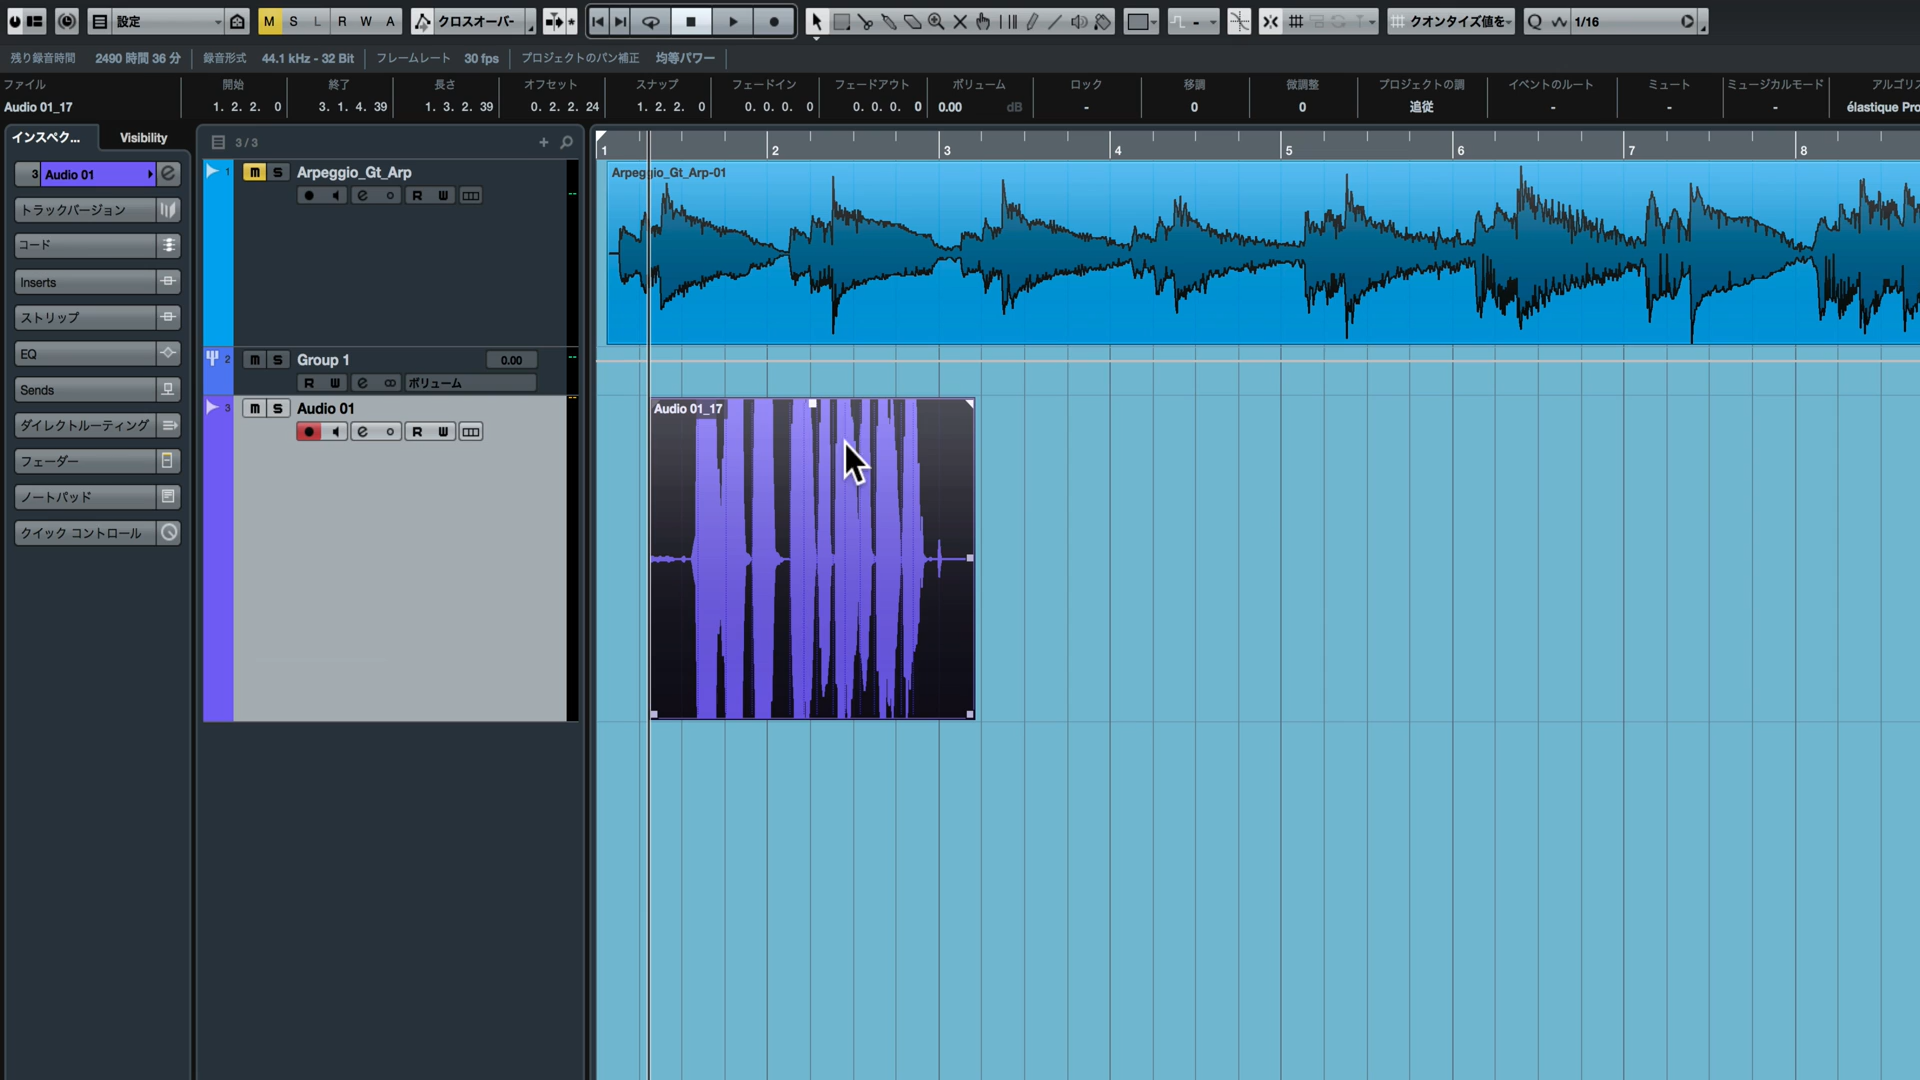 設定 M S L R W A クロスオーバー クオンタイズ値を 1/16
残り録音時間 2490 時間 36 分 録音形式 44.1 kHz - 32 Bit フレームレート 30 fps プロジェクトのパン補正 均等パワー
ファイル 開始 終了 長さ オフセット スナップ フェードイン フェードアウト ボリューム ロック 移調 微調整 プロジェクトの調 イベントのルート ミュート ミュージカルモード アルゴリズ
Audio 01_17 1. 2. 2. 0 3. 1. 4. 39 1. 3. 2. 39 0. 2. 2. 24 1. 2. 2. 0 0. 0. 0. 0 0. 0. 0. 0 0.00 dB - 0 0 追従 - - - élastique Pro
インスペク... Visibility 3 / 3
1 2 3 4 5 6 7 8
3 Audio 01
トラックバージョン
コード
Inserts
ストリップ
EQ
Sends
ダイレクトルーティング
フェーダー
ノートパッド
クイック コントロール
1 m S Arpeggio_Gt_Arp
R W
2 m S Group 1 0.00
R W ボリューム
3 m S Audio 01
R W
Arpeggio_Gt_Arp-01
Audio 01_17